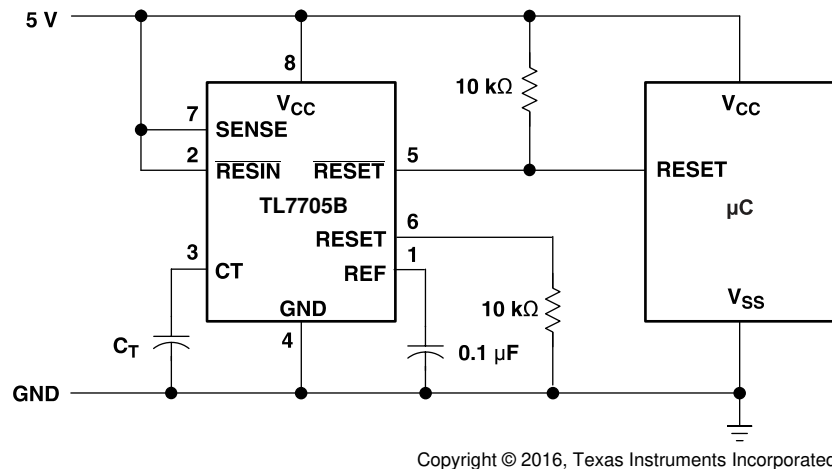 5 V
8
10 kΩ
VCC
VCC
7
SENSE
2
RESIN
RESET
5
RESET
TL7705B
µC
RESET
6
3
CT
REF
1
GND
4
10 kΩ
VSS
CT
0.1 µF
GND
Copyright © 2016, Texas Instruments Incorporated